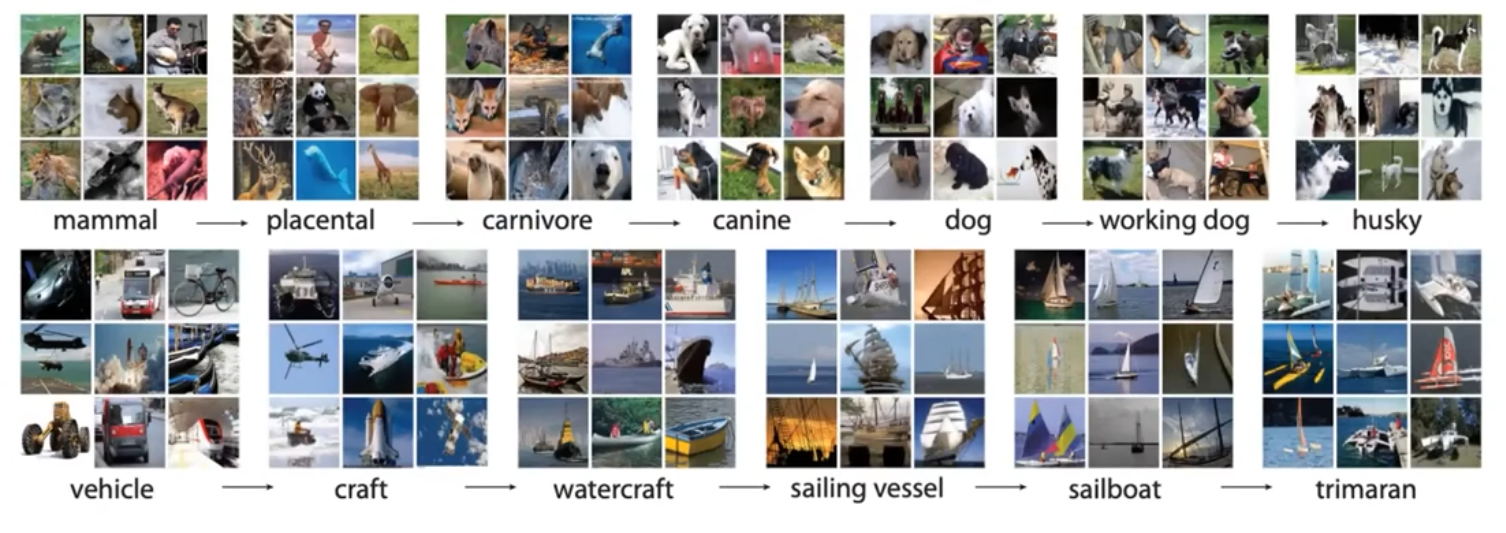 mammal → placental → carnivore → canine → dog → working dog → husky
vehicle → craft → watercraft → sailing vessel → sailboat → trimaran